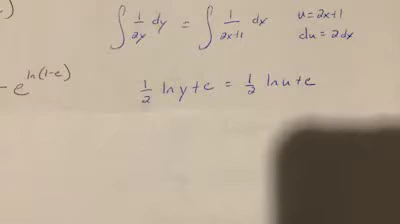 )
∫ 1/2y dy = ∫ 1/2x+1 dx u = 2x+1
du = 2dx
- e^ln(1-e)
1/2 ln y + c = 1/2 ln u + c